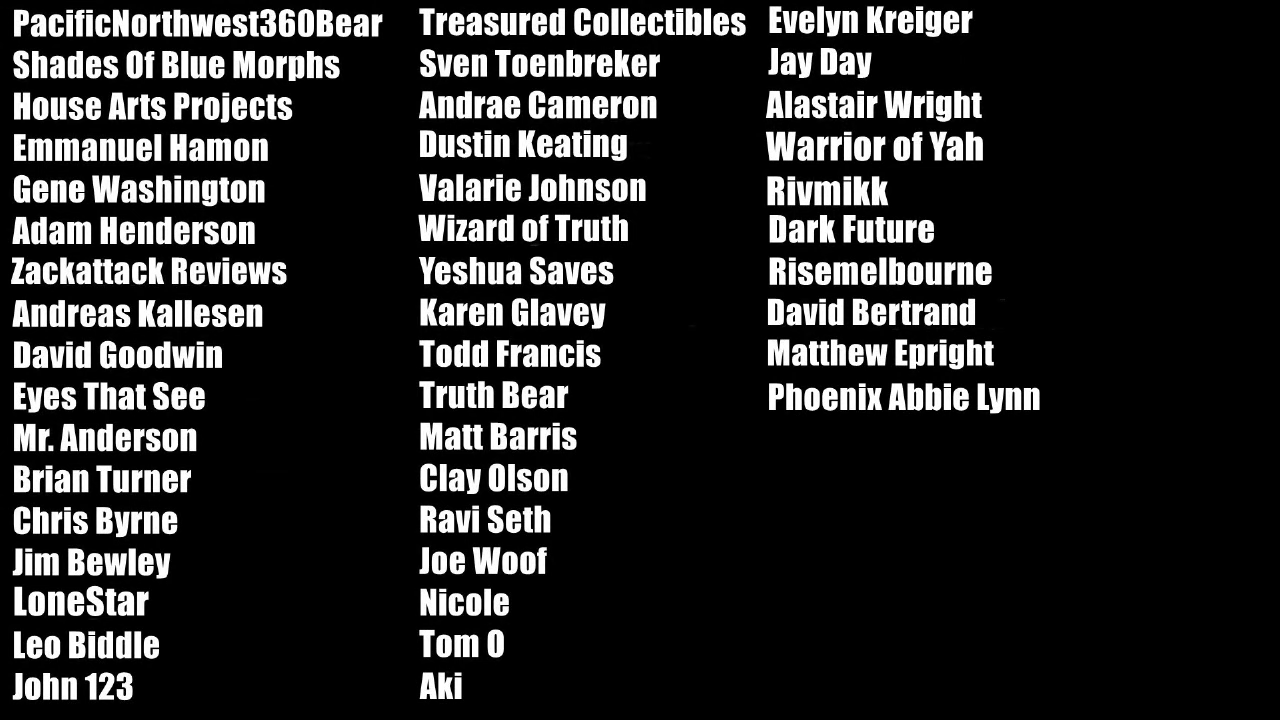 PacificNorthwest360Bear
Shades Of Blue Morphs
House Arts Projects
Emmanuel Hamon
Gene Washington
Adam Henderson
Zackattack Reviews
Andreas Kallesen
David Goodwin
Eyes That See
Mr. Anderson
Brian Turner
Chris Byrne
Jim Bewley
LoneStar
Leo Biddle
John 123
Treasured Collectibles
Sven Toenbreker
Andrae Cameron
Dustin Keating
Valarie Johnson
Wizard of Truth
Yeshua Saves
Karen Glavey
Todd Francis
Truth Bear
Matt Barris
Clay Olson
Ravi Seth
Joe Woof
Nicole
Tom O
Aki
Evelyn Kreiger
Jay Day
Alastair Wright
Warrior of Yah
Rivmikk
Dark Future
Risemelbourne
David Bertrand
Matthew Epright
Phoenix Abbie Lynn